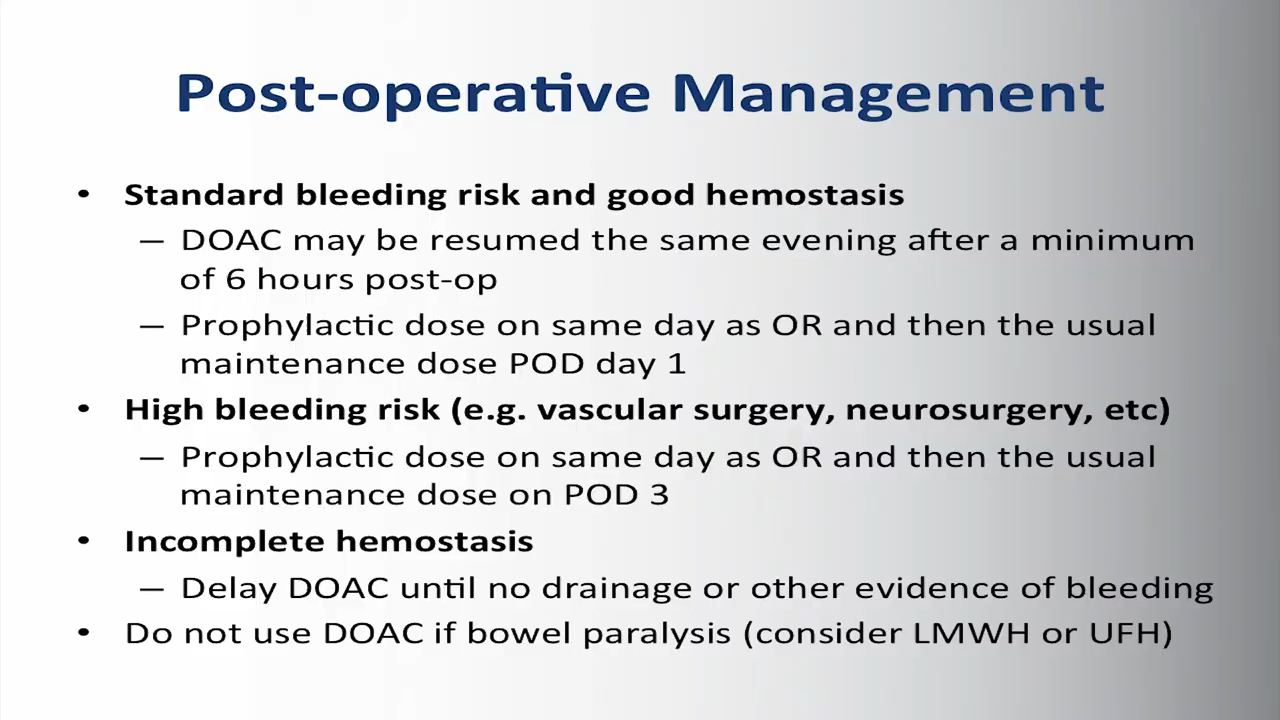 Post-operative Management
• Standard bleeding risk and good hemostasis
– DOAC may be resumed the same evening after a minimum
of 6 hours post-op
– Prophylactic dose on same day as OR and then the usual
maintenance dose POD day 1
• High bleeding risk (e.g. vascular surgery, neurosurgery, etc)
– Prophylactic dose on same day as OR and then the usual
maintenance dose on POD 3
• Incomplete hemostasis
– Delay DOAC until no drainage or other evidence of bleeding
• Do not use DOAC if bowel paralysis (consider LMWH or UFH)